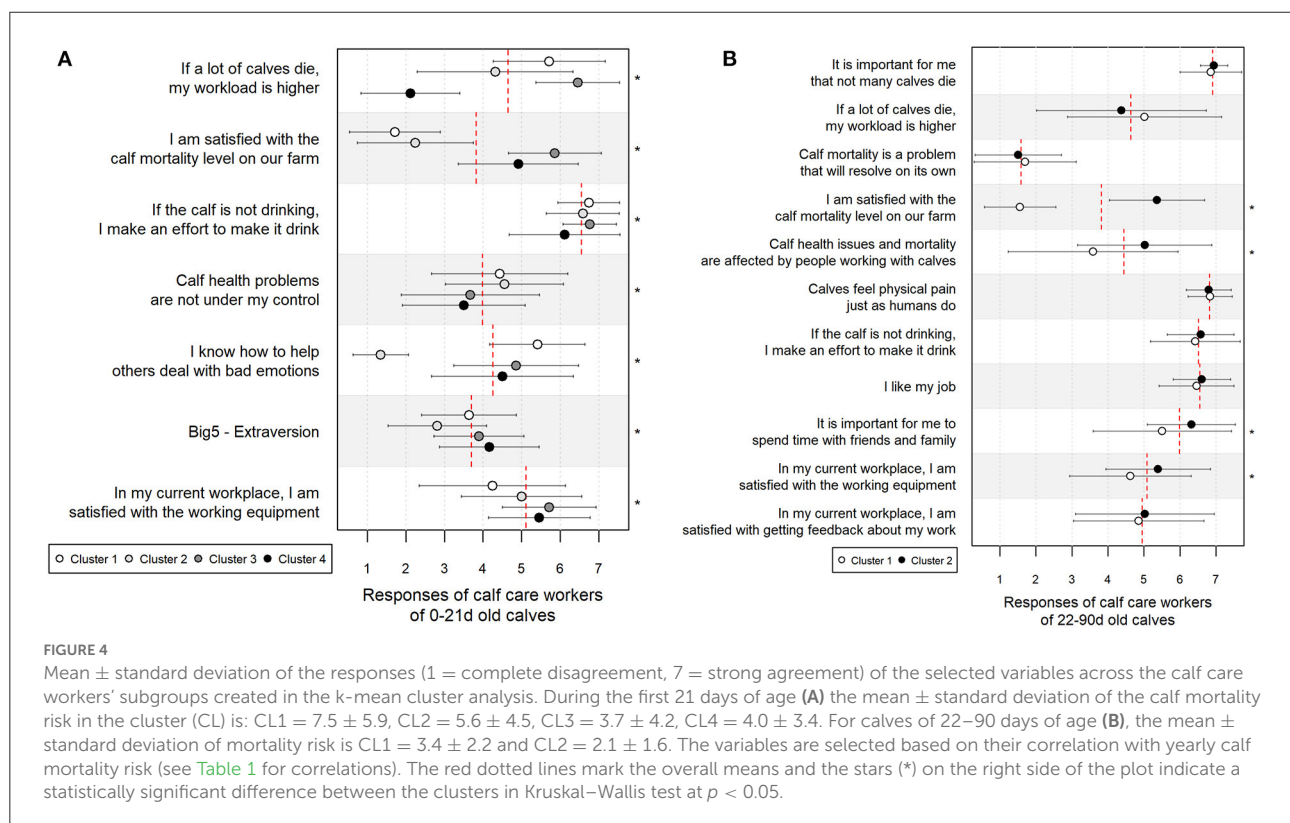 A
If a lot of calves die,
my workload is higher
*
I am satisfied with the
calf mortality level on our farm
*
If the calf is not drinking,
I make an effort to make it drink
*
Calf health problems
are not under my control
*
I know how to help
others deal with bad emotions
*
Big5 - Extraversion
*
In my current workplace, I am
satisfied with the working equipment
*
Cluster 1 Cluster 2 Cluster 3 Cluster 4
1 2 3 4 5 6 7
Responses of calf care workers
of 0-21d old calves
B
It is important for me
that not many calves die
If a lot of calves die,
my workload is higher
Calf mortality is a problem
that will resolve on its own
I am satisfied with the
calf mortality level on our farm
*
Calf health issues and mortality
are affected by people working with calves
*
Calves feel physical pain
just as humans do
If the calf is not drinking,
I make an effort to make it drink
I like my job
It is important for me to
spend time with friends and family
*
In my current workplace, I am
satisfied with the working equipment
*
In my current workplace, I am
satisfied with getting feedback about my work
Cluster 1 Cluster 2
1 2 3 4 5 6 7
Responses of calf care workers
of 22-90d old calves
FIGURE 4
Mean ± standard deviation of the responses (1 = complete disagreement, 7 = strong agreement) of the selected variables across the calf care
workers' subgroups created in the k-mean cluster analysis. During the first 21 days of age (A) the mean ± standard deviation of the calf mortality
risk in the cluster (CL) is: CL1 = 7.5 ± 5.9, CL2 = 5.6 ± 4.5, CL3 = 3.7 ± 4.2, CL4 = 4.0 ± 3.4. For calves of 22–90 days of age (B), the mean ±
standard deviation of mortality risk is CL1 = 3.4 ± 2.2 and CL2 = 2.1 ± 1.6. The variables are selected based on their correlation with yearly calf
mortality risk (see Table 1 for correlations). The red dotted lines mark the overall means and the stars (*) on the right side of the plot indicate a
statistically significant difference between the clusters in Kruskal–Wallis test at p < 0.05.